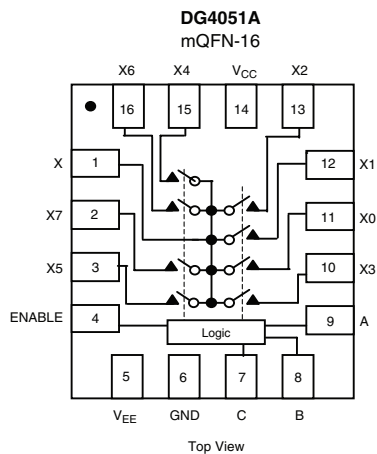 DG4051A
mQFN-16
X6 X4 VCC X2
16 15 14 13
X 1 12 X1
X7 2 11 X0
X5 3 10 X3
ENABLE 4 Logic 9 A
5 6 7 8
VEE GND C B
Top View